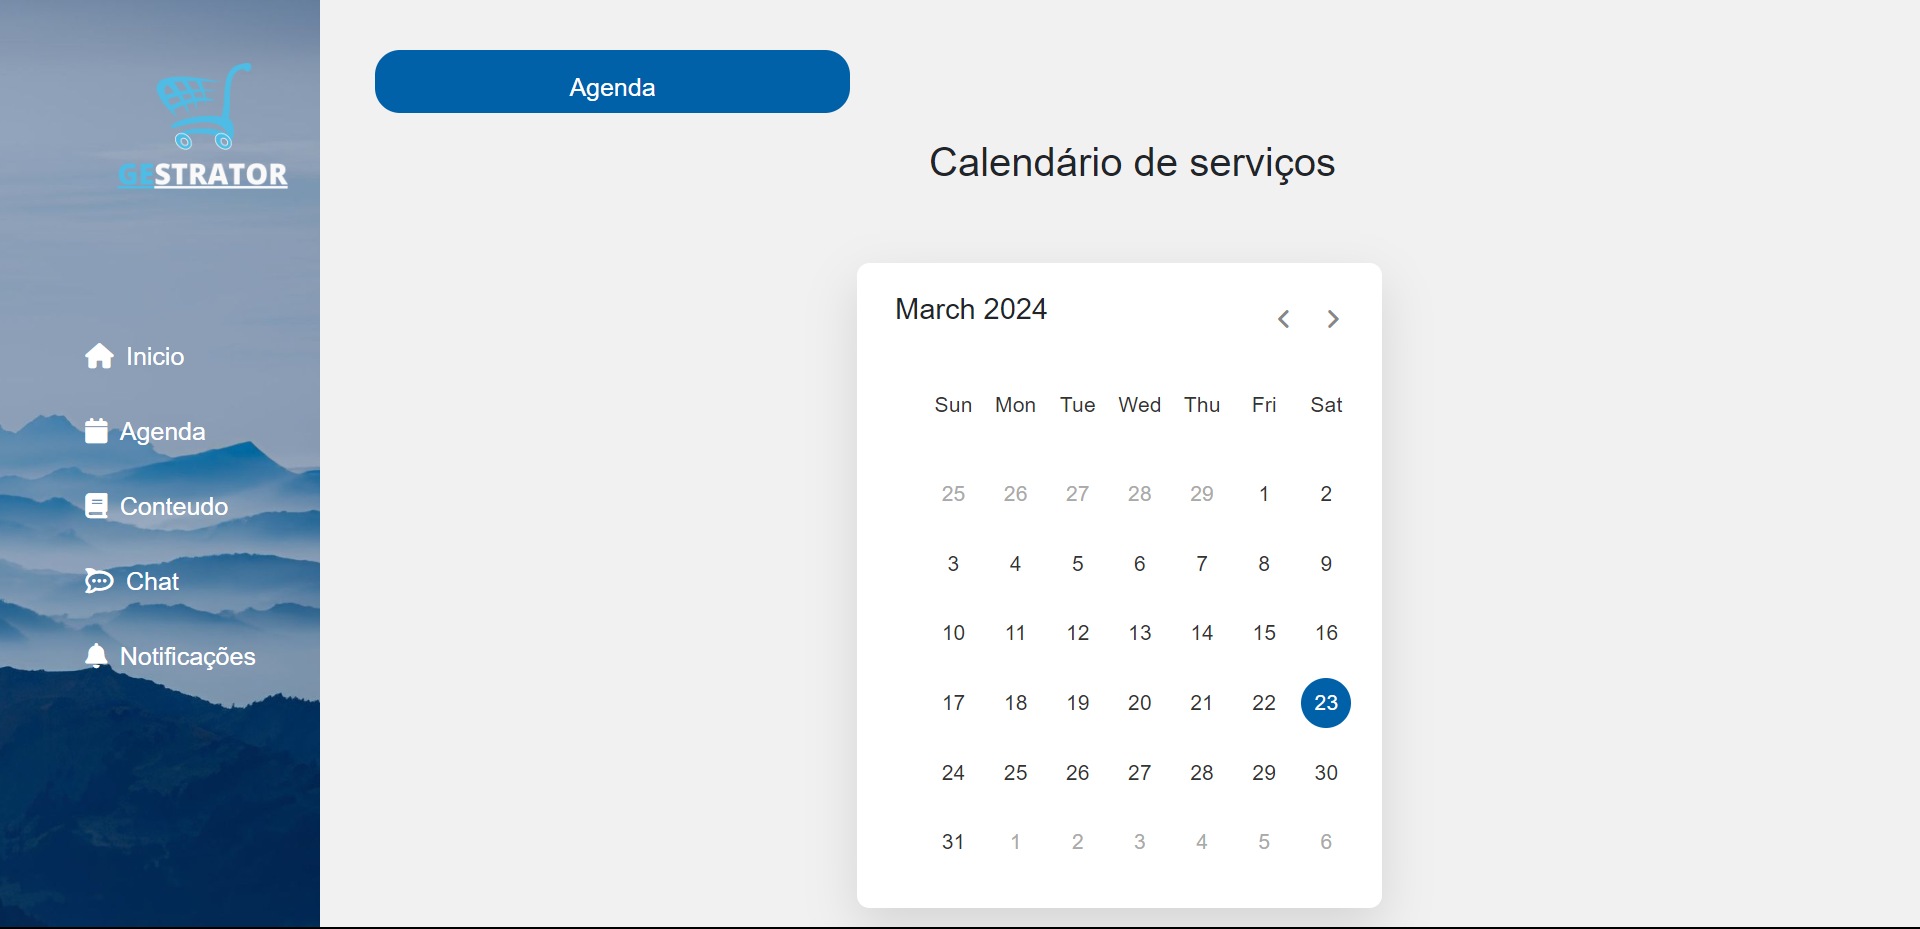 GESTRATOR
Inicio
Agenda
Conteudo
Chat
Notificações
Agenda
Calendário de serviços
March 2024
Sun Mon Tue Wed Thu Fri Sat
25 26 27 28 29 1 2
3 4 5 6 7 8 9
10 11 12 13 14 15 16
17 18 19 20 21 22 23
24 25 26 27 28 29 30
31 1 2 3 4 5 6